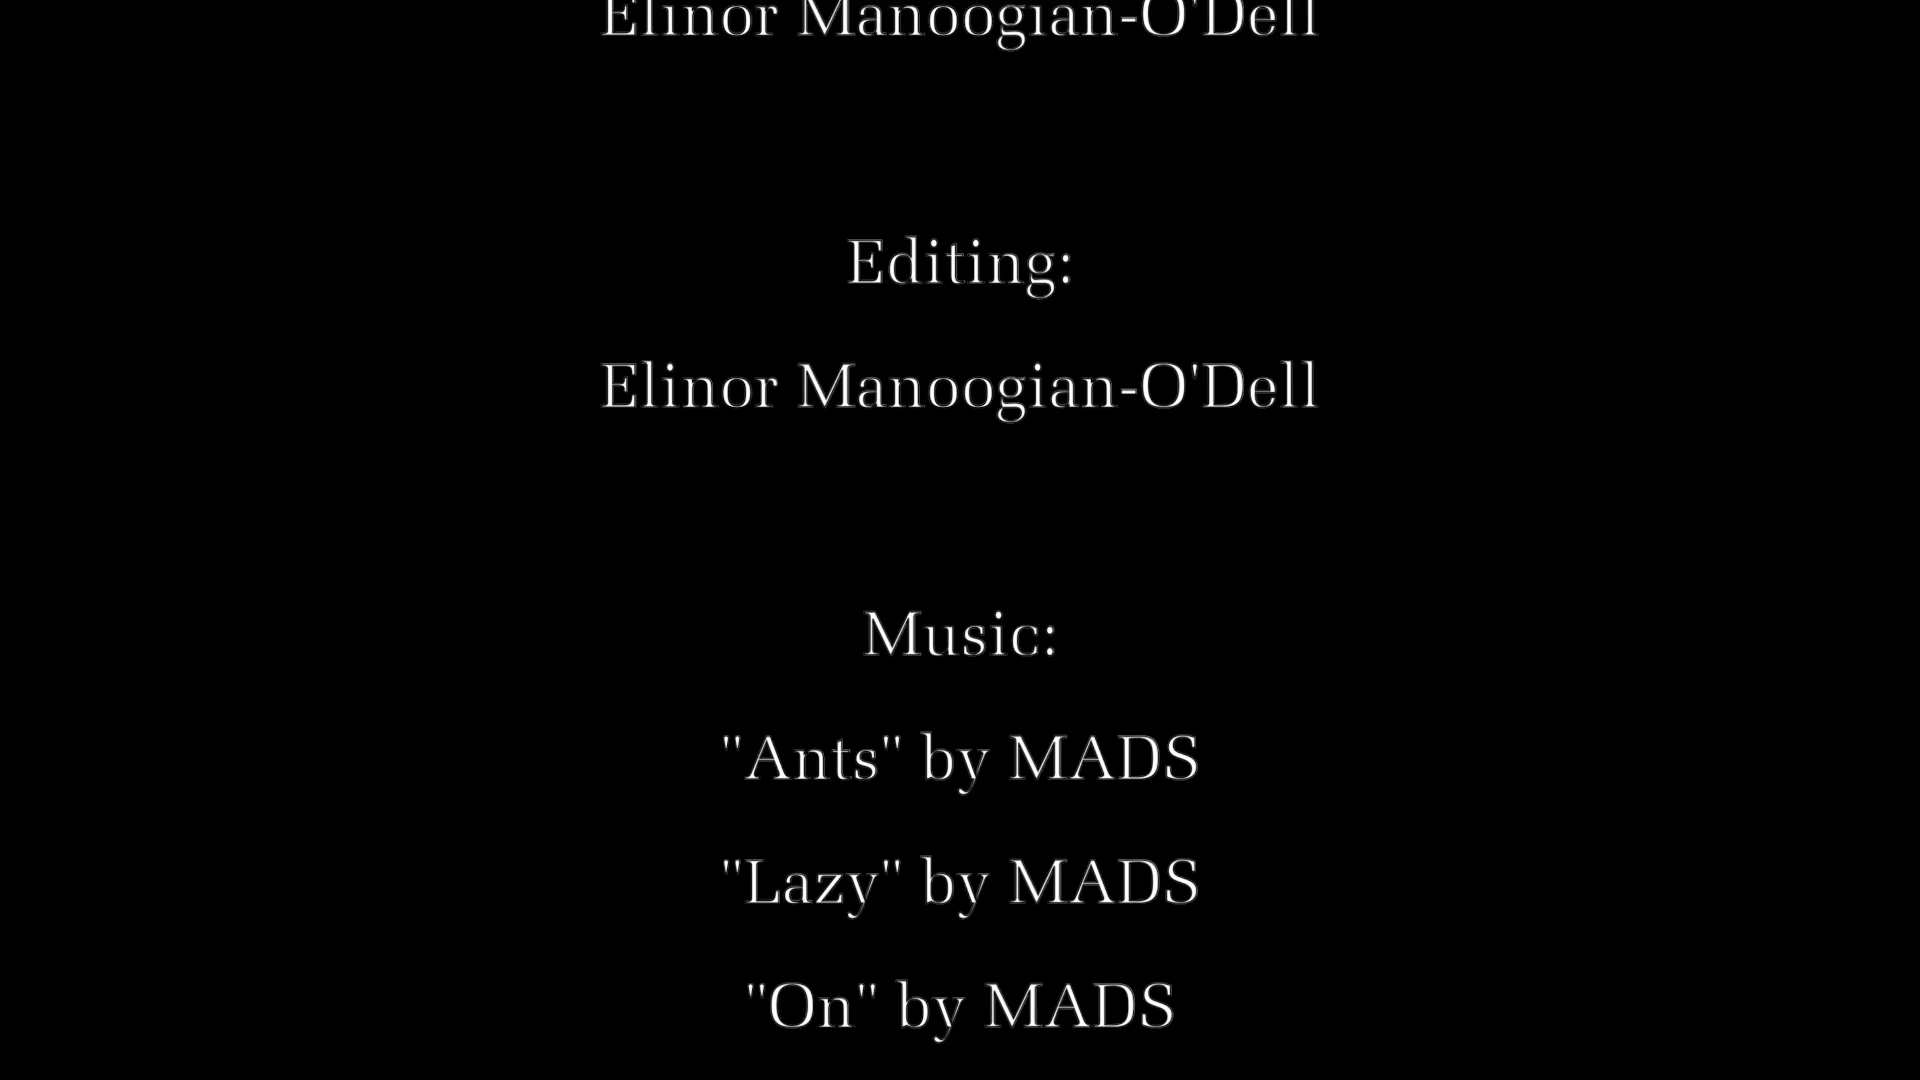 Elinor Manoogian-O'Dell
Editing:
Elinor Manoogian-O'Dell
Music:
"Ants" by MADS
"Lazy" by MADS
"On" by MADS